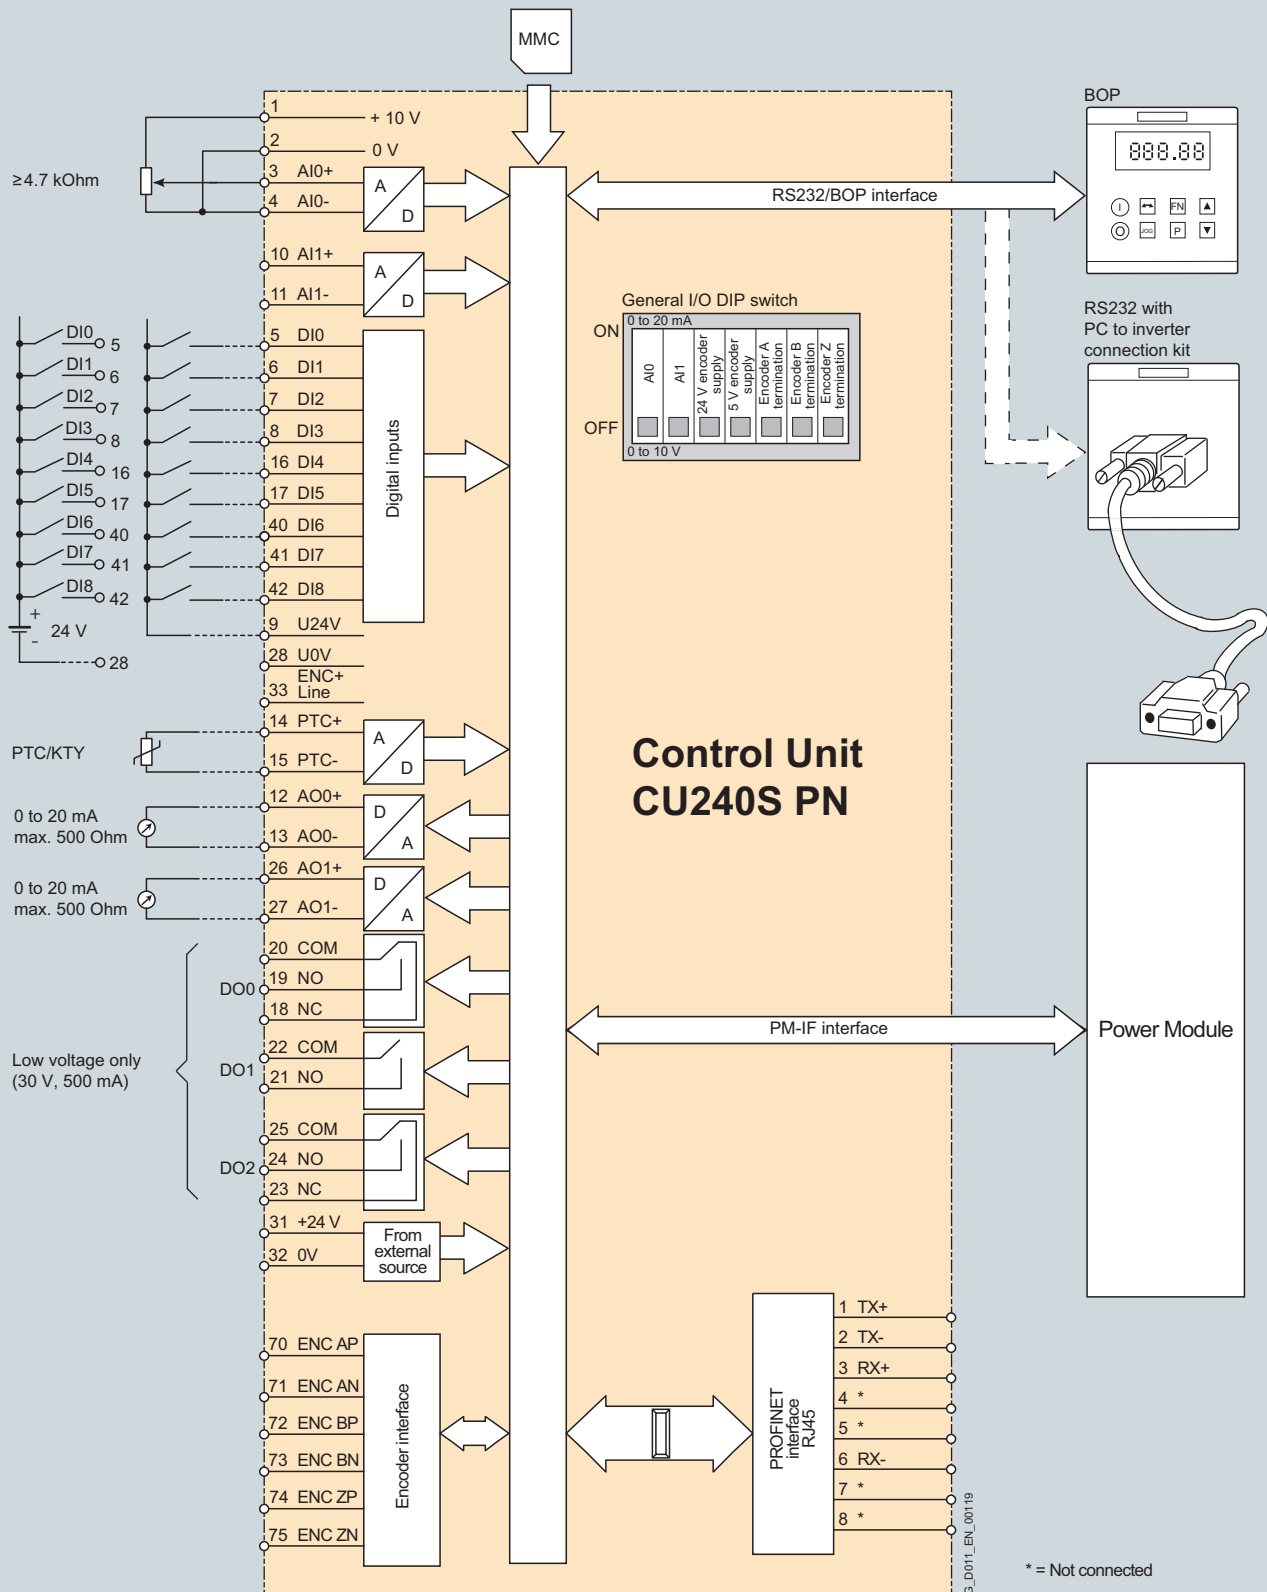 MMC
1
+ 10 V
2
0 V
≥4.7 kOhm
3 AI0+
4 AI0-
A
D
10 AI1+
11 AI1-
A
D
RS232/BOP interface
BOP
888.88
I
FN
O
JOG
P
RS232 with
PC to inverter
connection kit
General I/O DIP switch
ON
0 to 20 mA
AI0
AI1
24 V encoder
supply
5 V encoder
supply
Encoder A
termination
Encoder B
termination
Encoder Z
termination
OFF
0 to 10 V
DI0
5
DI1
6
DI2
7
DI3
8
DI4
16
DI5
17
DI6
40
DI7
41
DI8
42
+
-
24 V
28
5 DI0
6 DI1
7 DI2
8 DI3
16 DI4
17 DI5
40 DI6
41 DI7
42 DI8
Digital inputs
9 U24V
28 U0V
ENC+
33 Line
PTC/KTY
14 PTC+
15 PTC-
A
D
Control Unit
CU240S PN
0 to 20 mA
max. 500 Ohm
12 AO0+
13 AO0-
D
A
0 to 20 mA
max. 500 Ohm
26 AO1+
27 AO1-
D
A
Low voltage only
(30 V, 500 mA)
DO0
20 COM
19 NO
18 NC
DO1
22 COM
21 NO
DO2
25 COM
24 NO
23 NC
PM-IF interface
Power Module
31 +24 V
32 0V
From
external
source
70 ENC AP
71 ENC AN
72 ENC BP
73 ENC BN
74 ENC ZP
75 ENC ZN
Encoder interface
PROFINET
interface
RJ45
1 TX+
2 TX-
3 RX+
4 *
5 *
6 RX-
7 *
8 *
G_D011_EN_00119
* = Not connected